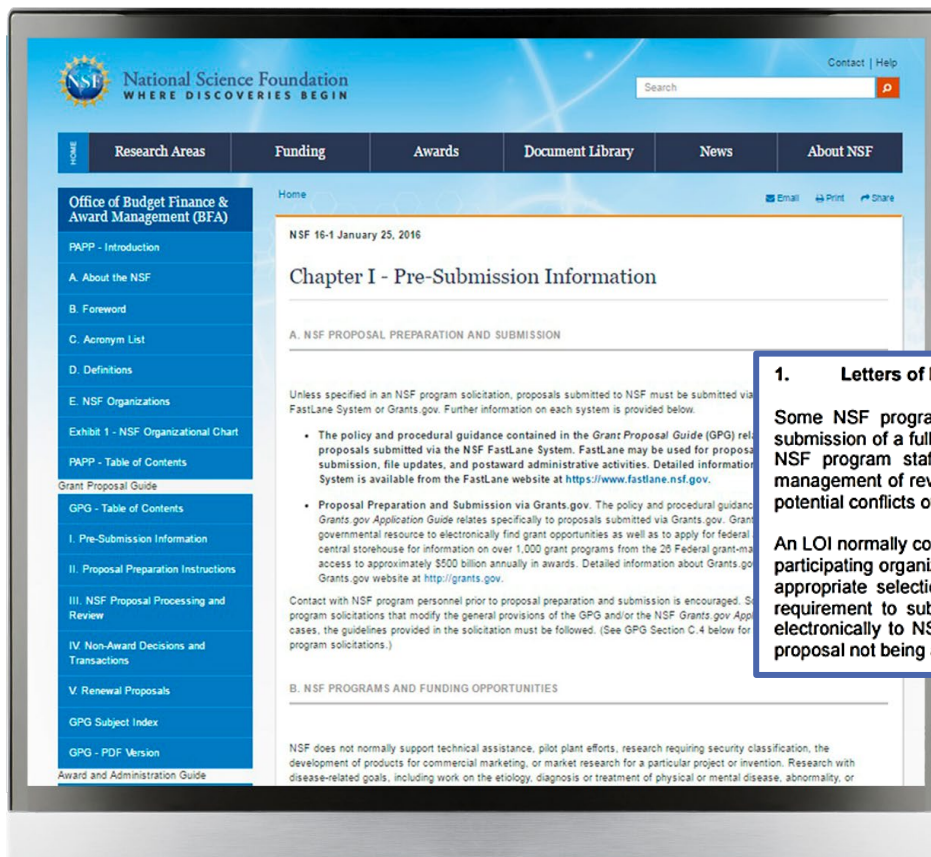 NSF
National Science Foundation
WHERE DISCOVERIES BEGIN
Contact | Help
Search
HOME
Research Areas
Funding
Awards
Document Library
News
About NSF
Office of Budget Finance &
Award Management (BFA)
PAPP - Introduction
A. About the NSF
B. Foreword
C. Acronym List
D. Definitions
E. NSF Organizations
Exhibit 1 - NSF Organizational Chart
PAPP - Table of Contents
Grant Proposal Guide
GPG - Table of Contents
I. Pre-Submission Information
II. Proposal Preparation Instructions
III. NSF Proposal Processing and
Review
IV. Non-Award Decisions and
Transactions
V. Renewal Proposals
GPG Subject Index
GPG - PDF Version
Award and Administration Guide
Home
Email Print Share
NSF 16-1 January 25, 2016
Chapter I - Pre-Submission Information
A. NSF PROPOSAL PREPARATION AND SUBMISSION
Unless specified in an NSF program solicitation, proposals submitted to NSF must be submitted via
FastLane System or Grants.gov. Further information on each system is provided below.
• The policy and procedural guidance contained in the Grant Proposal Guide (GPG) rel
proposals submitted via the NSF FastLane System. FastLane may be used for proposa
submission, file updates, and postaward administrative activities. Detailed information
System is available from the FastLane website at https://www.fastlane.nsf.gov.
• Proposal Preparation and Submission via Grants.gov. The policy and procedural guidanc
Grants.gov Application Guide relates specifically to proposals submitted via Grants.gov. Grant
governmental resource to electronically find grant opportunities as well as to apply for federal
central storehouse for information on over 1,000 grant programs from the 26 Federal grant-ma
access to approximately $500 billion annually in awards. Detailed information about Grants.go
Grants.gov website at http://grants.gov.
Contact with NSF program personnel prior to proposal preparation and submission is encouraged. S
program solicitations that modify the general provisions of the GPG and/or the NSF Grants.gov Appl
cases, the guidelines provided in the solicitation must be followed. (See GPG Section C.4 below for
program solicitations.)
B. NSF PROGRAMS AND FUNDING OPPORTUNITIES
NSF does not normally support technical assistance, pilot plant efforts, research requiring security classification, the
development of products for commercial marketing, or market research for a particular project or invention. Research with
disease-related goals, including work on the etiology, diagnosis or treatment of physical or mental disease, abnormality, or
1. Letters of
Some NSF progra
submission of a full
NSF program staf
management of rev
potential conflicts o
An LOI normally co
participating organi
appropriate selecti
requirement to sub
electronically to NS
proposal not being